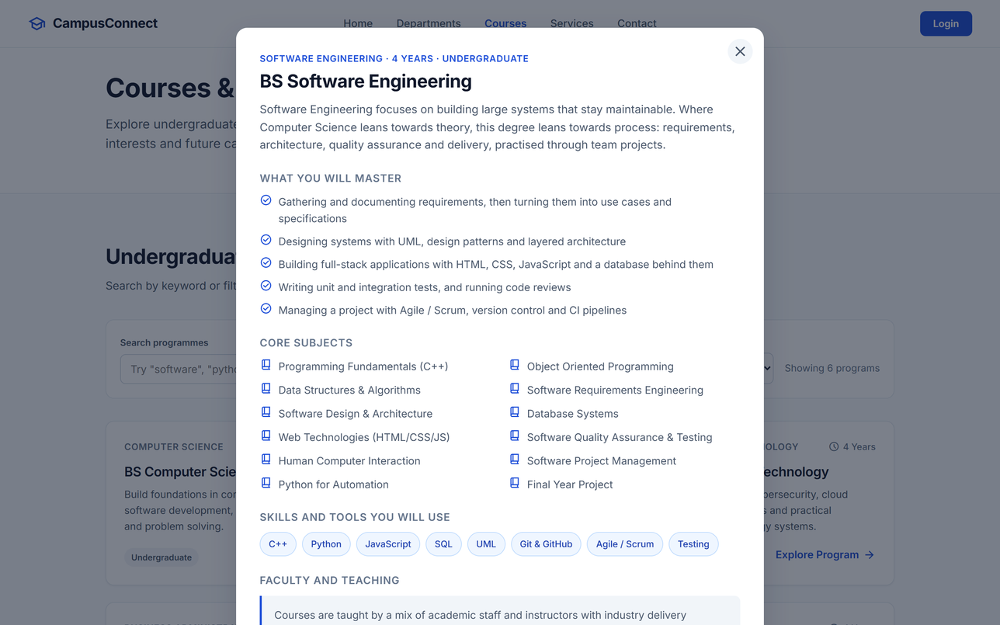 CampusConnect
Home Departments Courses Services Contact
Login
Courses &
Explore undergraduate
interests and future ca
Undergradua
Search by keyword or filt
Search programmes
Try "software", "pytho
Showing 6 programs
COMPUTER SCIENCE
BS Computer Scie
Build foundations in con
software development,
and problem solving.
Undergraduate
4 Years
echnology
bersecurity, cloud
s and practical
gy systems.
Explore Program
SOFTWARE ENGINEERING · 4 YEARS · UNDERGRADUATE
BS Software Engineering
Software Engineering focuses on building large systems that stay maintainable. Where
Computer Science leans towards theory, this degree leans towards process: requirements,
architecture, quality assurance and delivery, practised through team projects.
WHAT YOU WILL MASTER
Gathering and documenting requirements, then turning them into use cases and
specifications
Designing systems with UML, design patterns and layered architecture
Building full-stack applications with HTML, CSS, JavaScript and a database behind them
Writing unit and integration tests, and running code reviews
Managing a project with Agile / Scrum, version control and CI pipelines
CORE SUBJECTS
Programming Fundamentals (C++)
Object Oriented Programming
Data Structures & Algorithms
Software Requirements Engineering
Software Design & Architecture
Database Systems
Web Technologies (HTML/CSS/JS)
Software Quality Assurance & Testing
Human Computer Interaction
Software Project Management
Python for Automation
Final Year Project
SKILLS AND TOOLS YOU WILL USE
C++ Python JavaScript SQL UML Git & GitHub Agile / Scrum Testing
FACULTY AND TEACHING
Courses are taught by a mix of academic staff and instructors with industry delivery